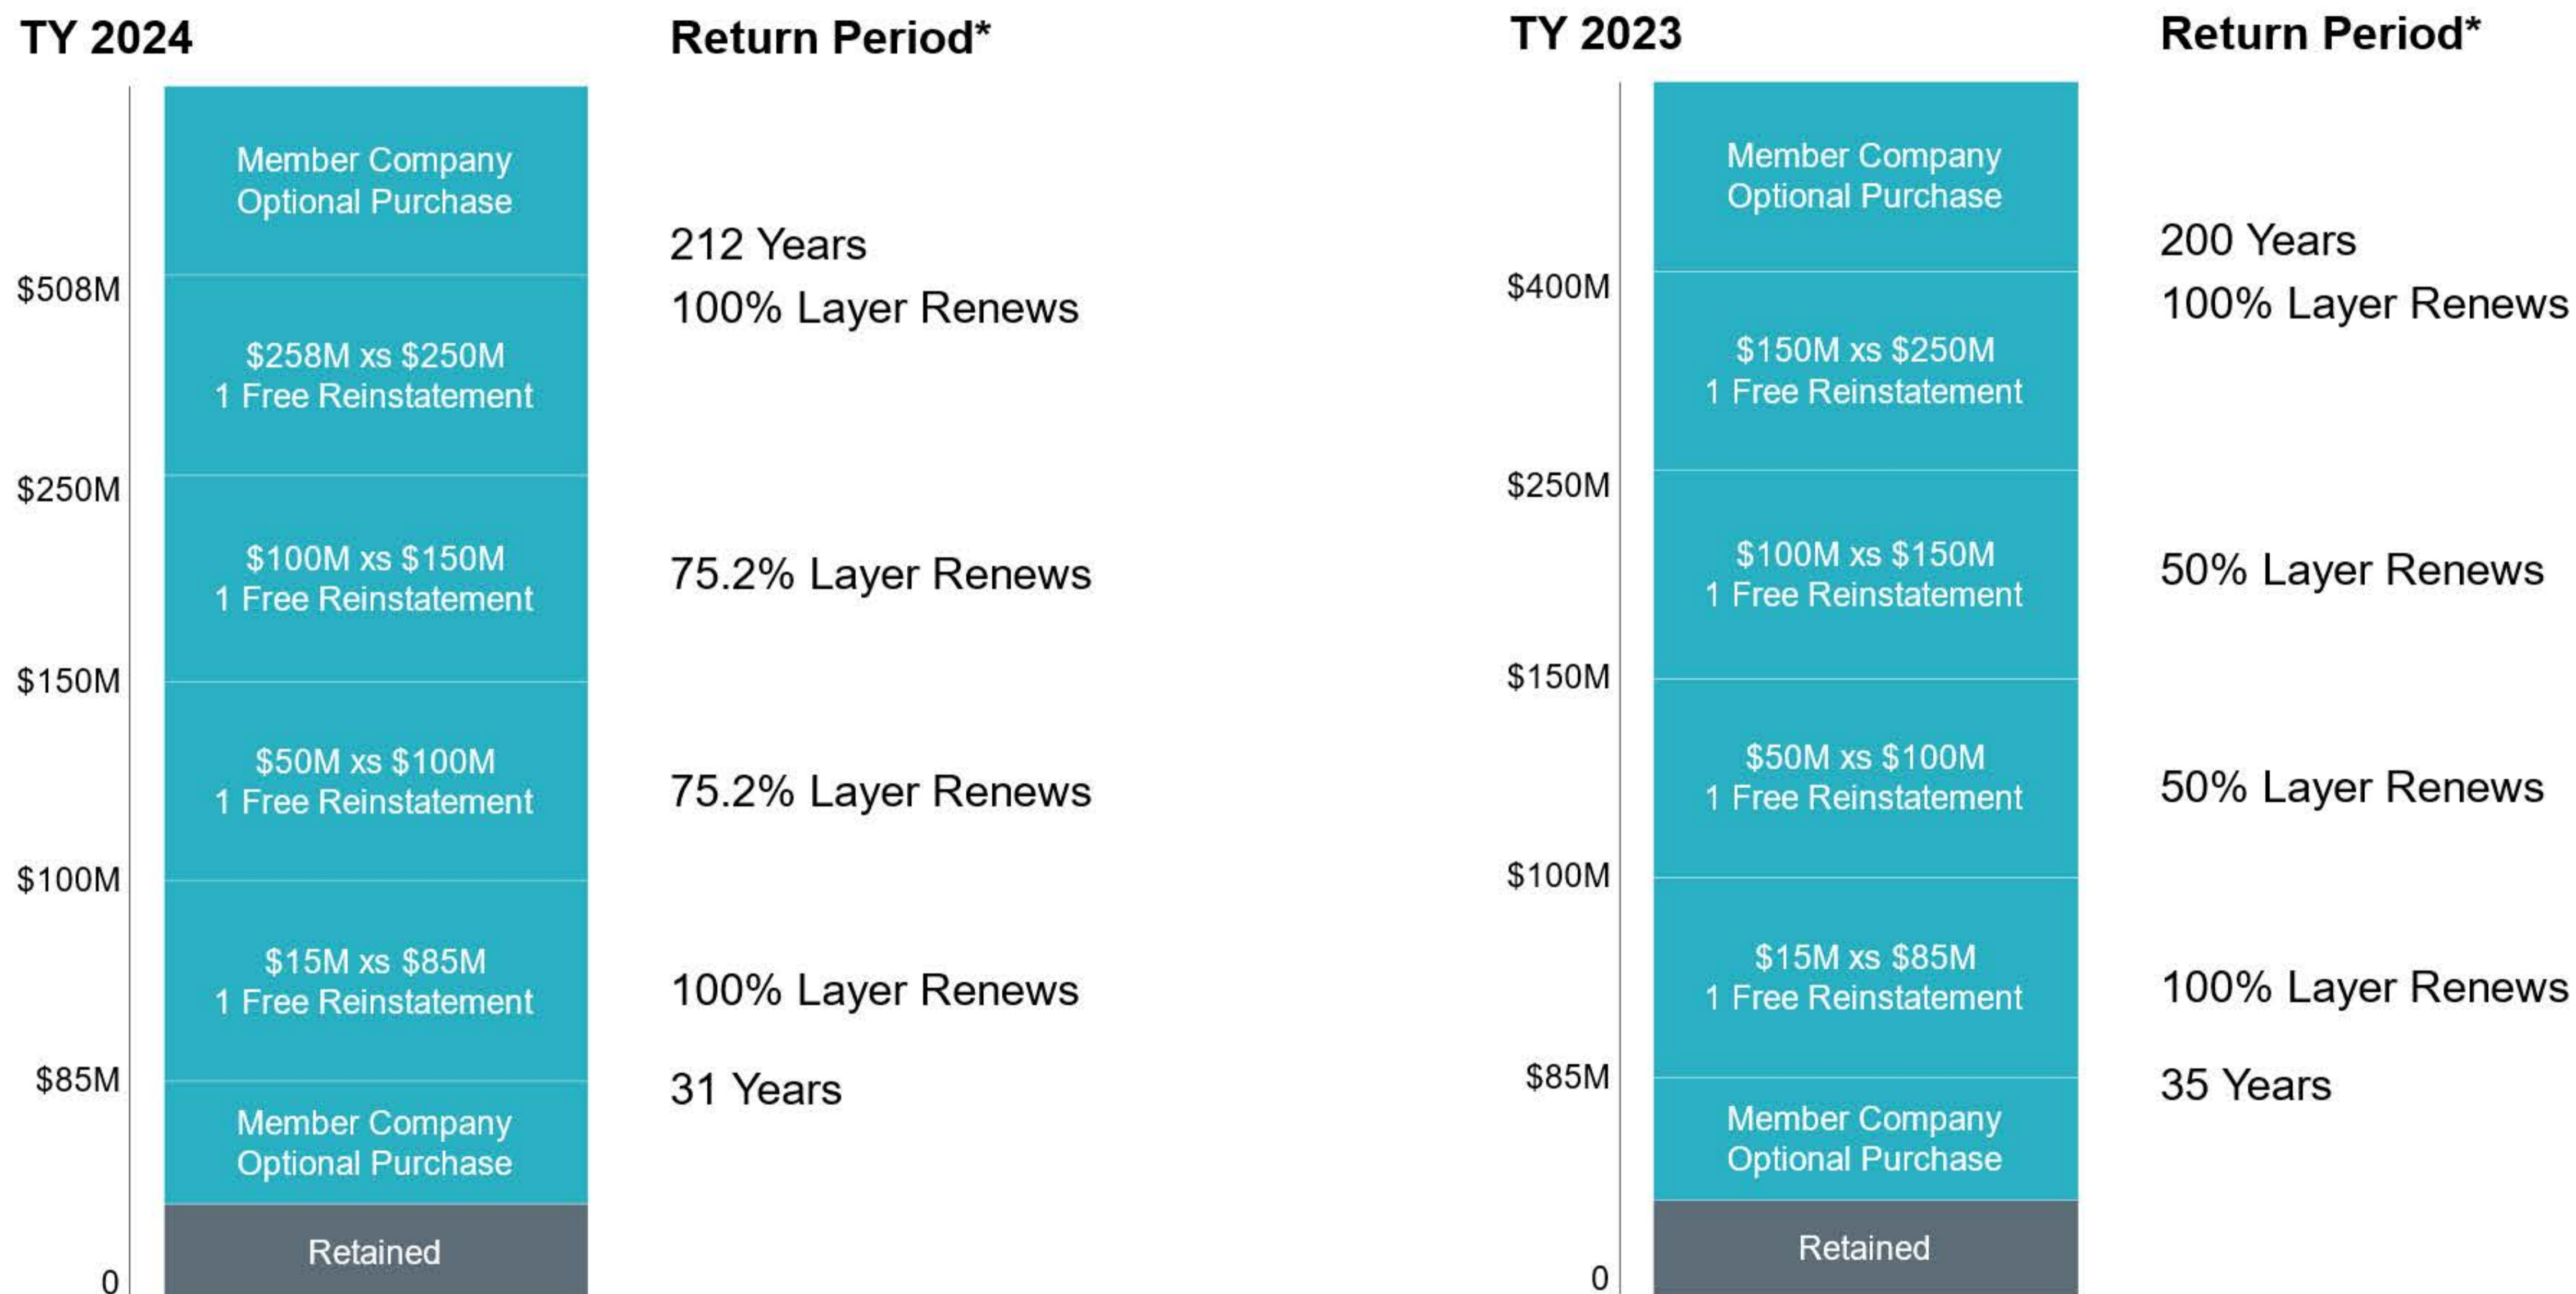 TY 2024
Return Period*
Member Company
Optional Purchase
212 Years
$508M
100% Layer Renews
$258M xs $250M
1 Free Reinstatement
$250M
$100M xs $150M
1 Free Reinstatement
75.2% Layer Renews
$150M
$50M xs $100M
1 Free Reinstatement
75.2% Layer Renews
$100M
$15M xs $85M
1 Free Reinstatement
100% Layer Renews
$85M
31 Years
Member Company
Optional Purchase
Retained
0
TY 2023
Return Period*
Member Company
Optional Purchase
200 Years
$400M
100% Layer Renews
$150M xs $250M
1 Free Reinstatement
$250M
$100M xs $150M
1 Free Reinstatement
50% Layer Renews
$150M
$50M xs $100M
1 Free Reinstatement
50% Layer Renews
$100M
$15M xs $85M
1 Free Reinstatement
100% Layer Renews
$85M
35 Years
Member Company
Optional Purchase
Retained
0